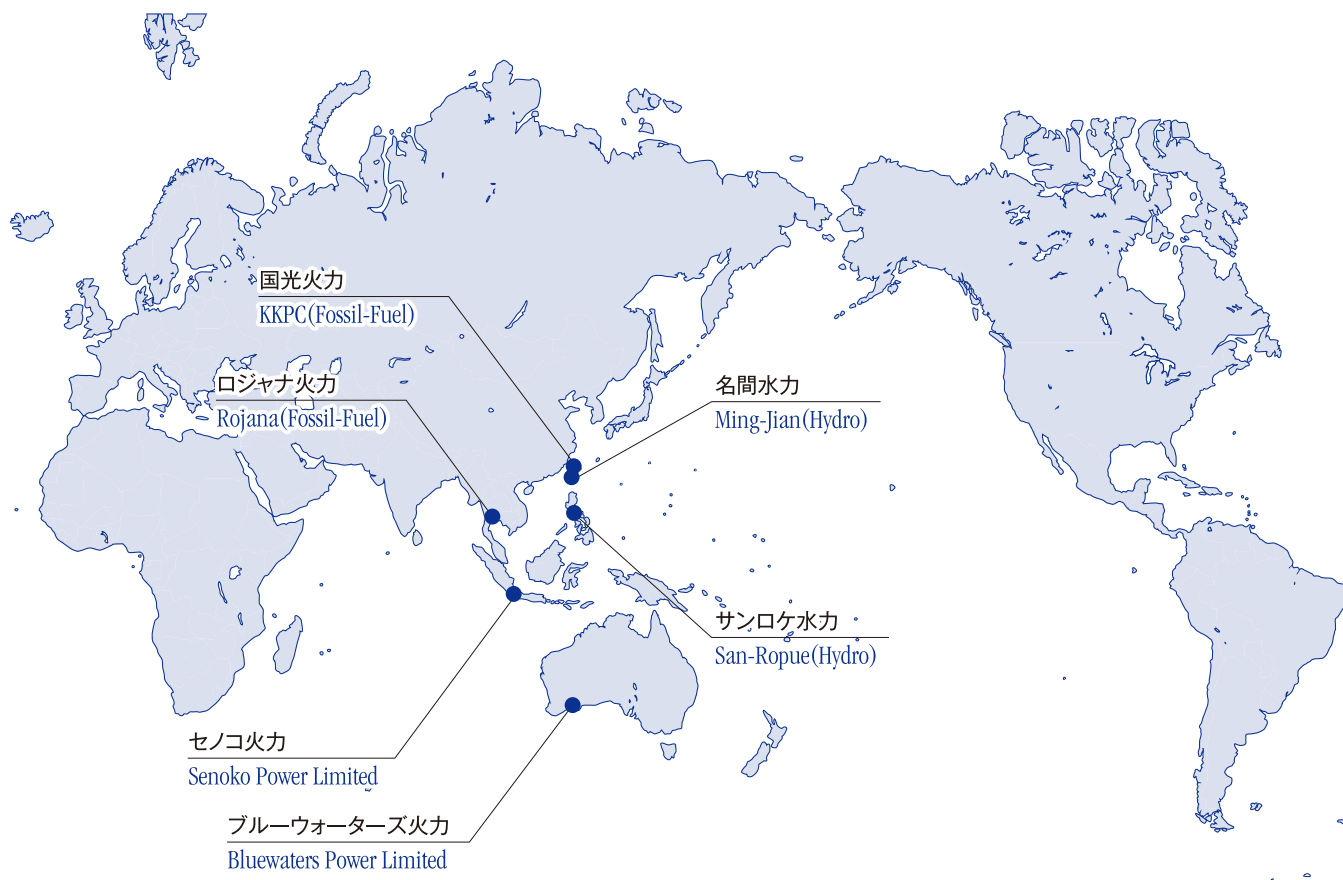 国光火力
KKPC(Fossil-Fuel)
ロジャナ火力
Rojana(Fossil-Fuel)
名間水力
Ming-Jian(Hydro)
サンロケ水力
San-Ropue(Hydro)
セノコ火力
Senoko Power Limited
ブルーウォーターズ火力
Bluewaters Power Limited